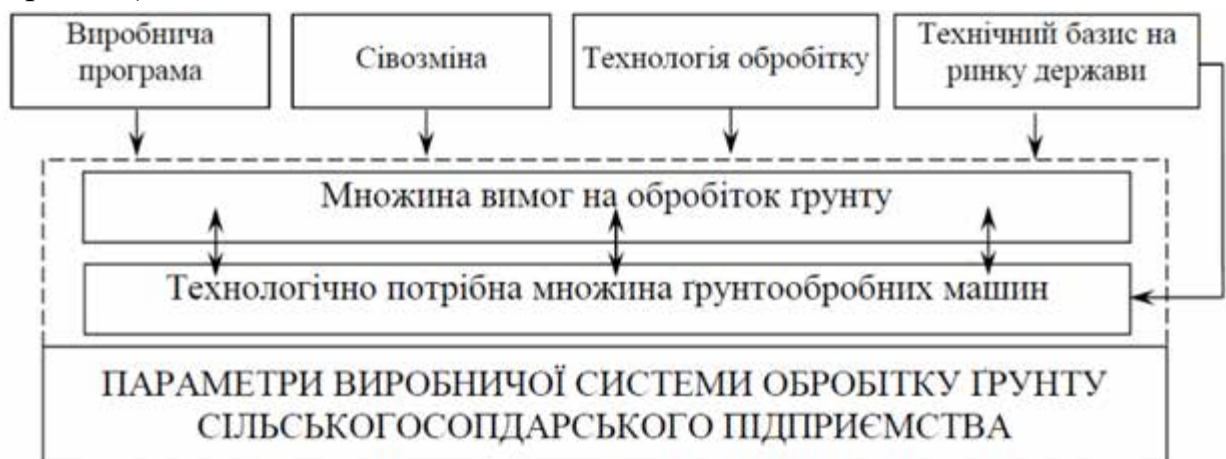 Виробнича
програма
Сівозміна
Технологія обробітку
Технічний базис на
ринку держави
Множина вимог на обробіток ґрунту
Технологічно потрібна множина ґрунтообробних машин
ПАРАМЕТРИ ВИРОБНИЧОЇ СИСТЕМИ ОБРОБІТКУ ҐРУНТУ
СІЛЬСЬКОГОСОПДАРСЬКОГО ПІДПРИЄМСТВА